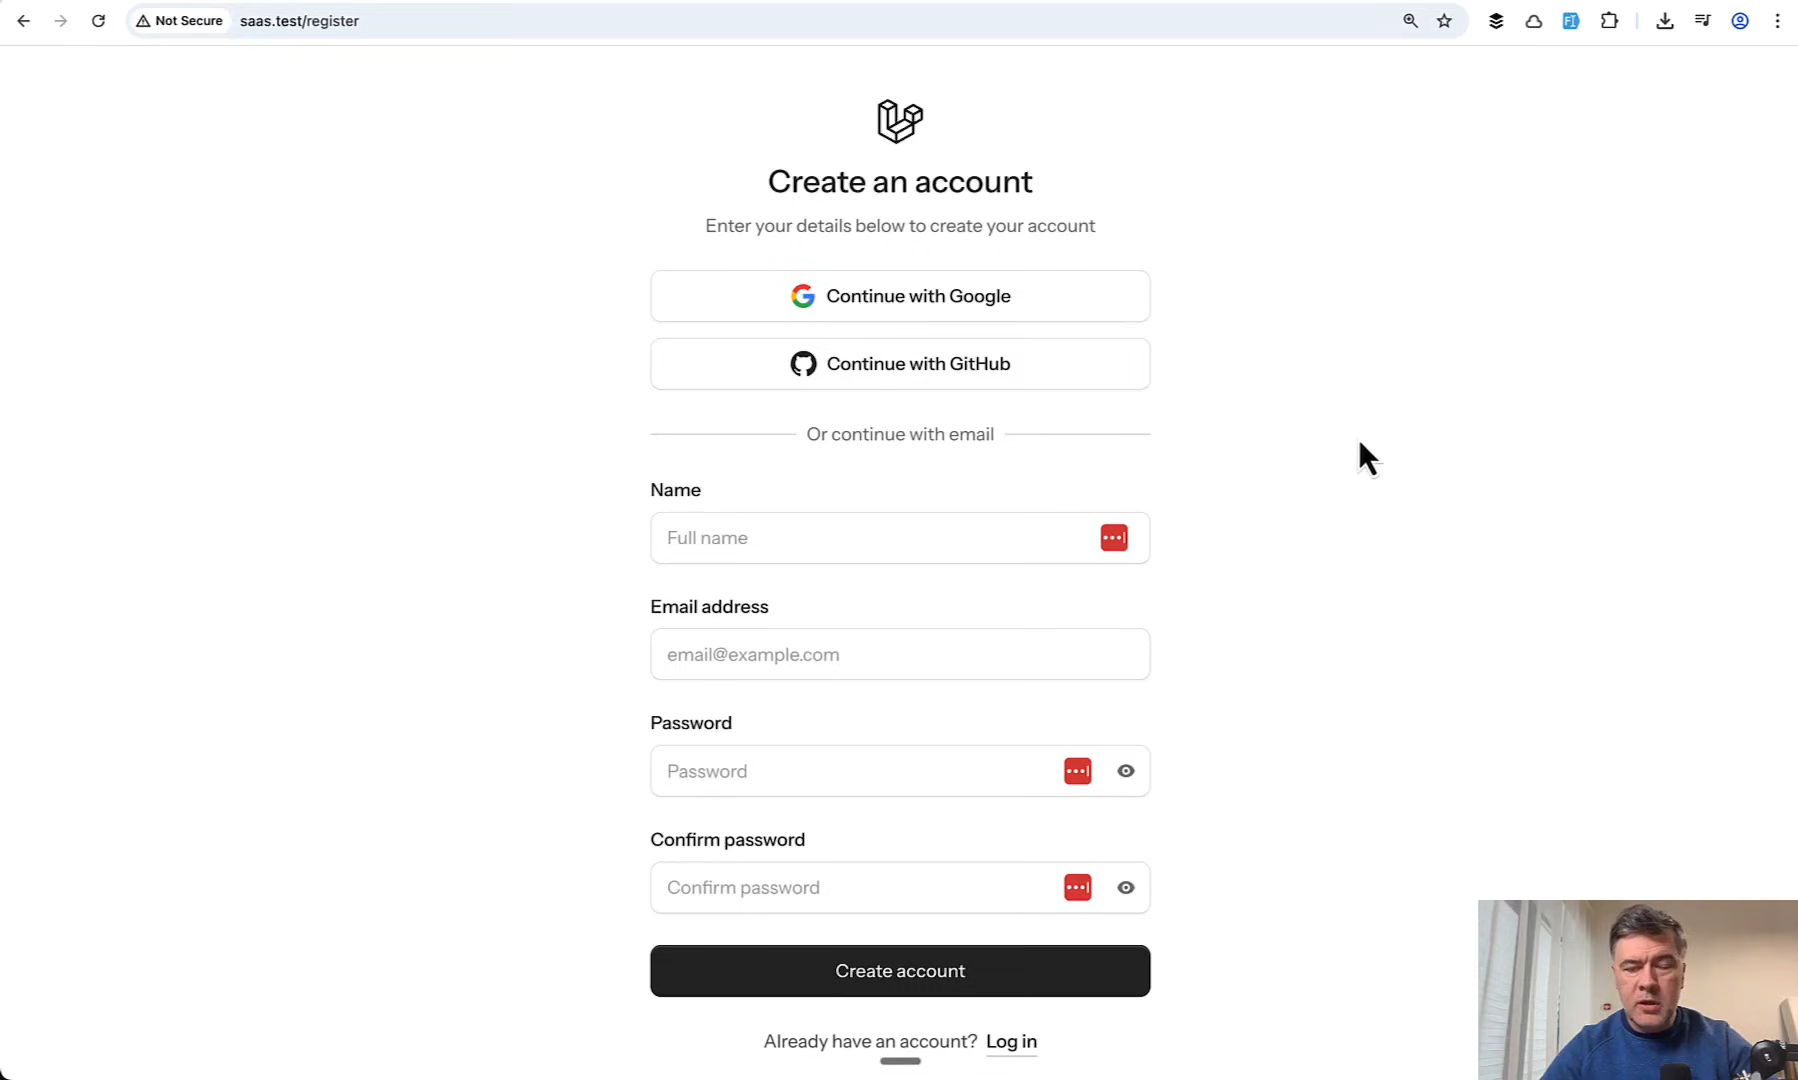 Not Secure saas.test/register
Create an account
Enter your details below to create your account
Continue with Google
Continue with GitHub
Or continue with email
Name
Full name
Email address
email@example.com
Password
Password
Confirm password
Confirm password
Create account
Already have an account? Log in